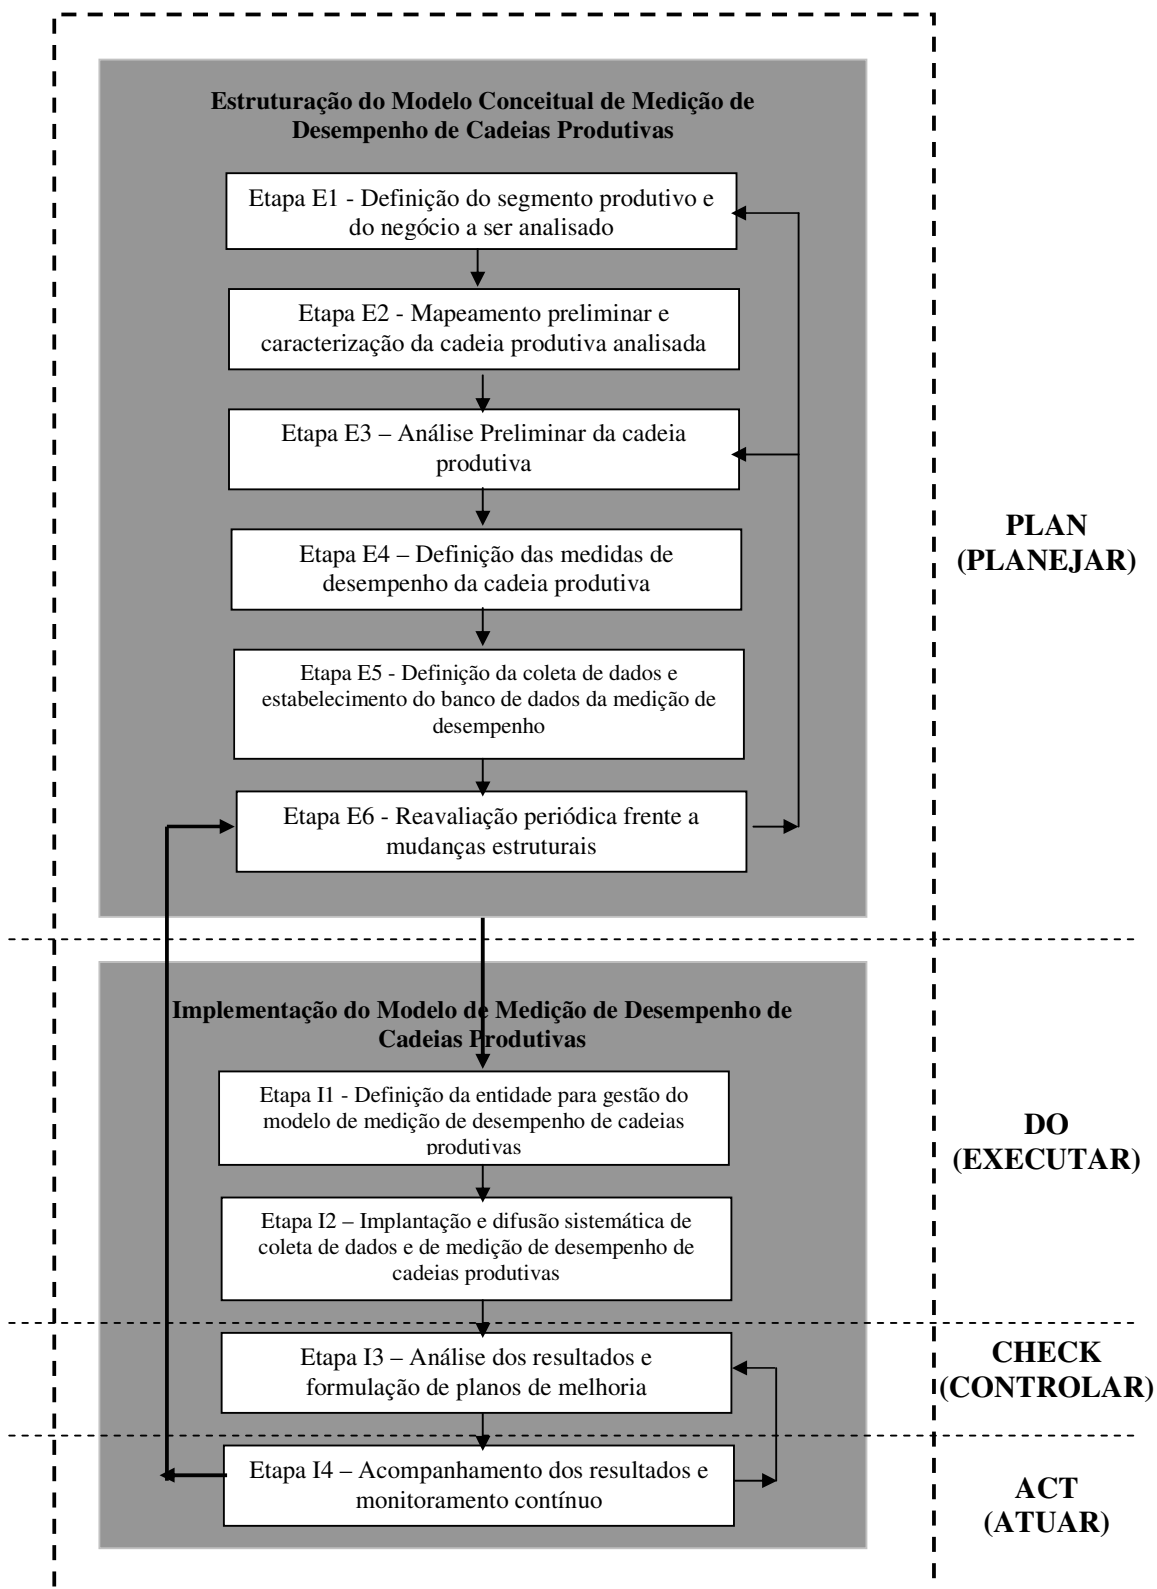 Estruturação do Modelo Conceitual de Medição de
Desempenho de Cadeias Produtivas
Etapa E1 - Definição do segmento produtivo e
do negócio a ser analisado
Etapa E2 - Mapeamento preliminar e
caracterização da cadeia produtiva analisada
Etapa E3 – Análise Preliminar da cadeia
produtiva
Etapa E4 – Definição das medidas de
desempenho da cadeia produtiva
Etapa E5 - Definição da coleta de dados e
estabelecimento do banco de dados da medição de
desempenho
Etapa E6 - Reavaliação periódica frente a
mudanças estruturais
PLAN
(PLANEJAR)
Implementação do Modelo de Medição de Desempenho de
Cadeias Produtivas
Etapa I1 - Definição da entidade para gestão do
modelo de medição de desempenho de cadeias
produtivas
Etapa I2 – Implantação e difusão sistemática de
coleta de dados e de medição de desempenho de
cadeias produtivas
DO
(EXECUTAR)
Etapa I3 – Análise dos resultados e
formulação de planos de melhoria
CHECK
(CONTROLAR)
Etapa I4 – Acompanhamento dos resultados e
monitoramento contínuo
ACT
(ATUAR)